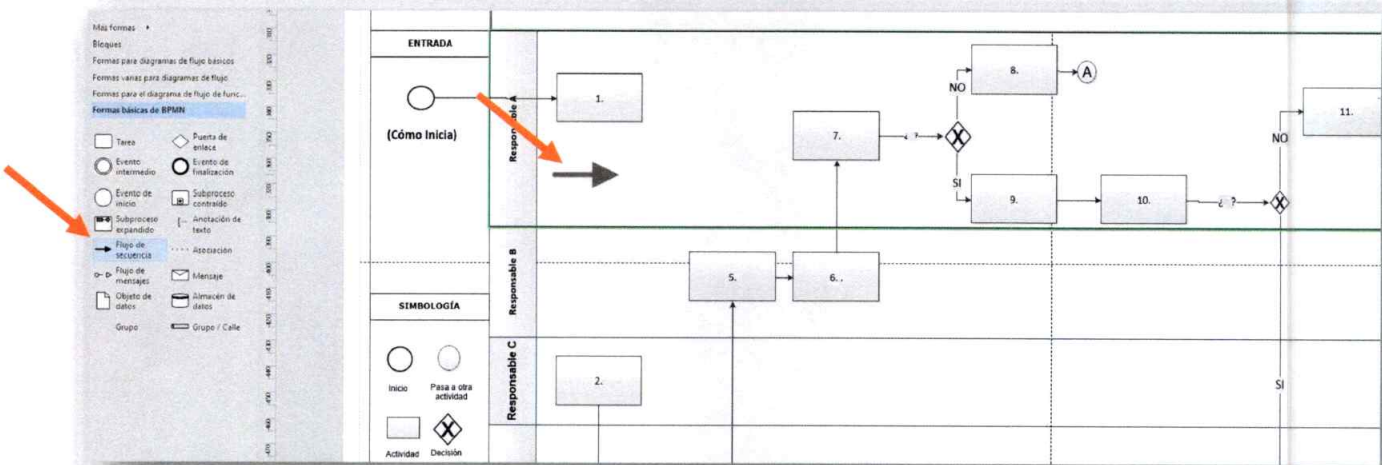 Más formas
Bloques
Formas para diagramas de flujo básicos
Formas varias para diagramas de flujo
Formas para el diagrama de flujo de func...
Formas básicas de BPMN
Tarea
Puerta de
enlace
Evento
intermedio
Evento de
finalización
Evento de
inicio
Subproceso
contraído
Subproceso
expandido
Anotación de
texto
Flujo de
secuencia
Asociación
Flujo de
mensajes
Mensaje
Objeto de
datos
Almacén de
datos
Grupo
Grupo / Calle
ENTRADA
(Cómo Inicia)
SIMBOLOGÍA
Inicio
Pasa a otra
actividad
Actividad
Decisión
Responsable A
Responsable B
Responsable C
1.
2.
5.
6. .
7.
¿ ?
X
NO
SI
8.
A
9.
10.
¿ ?
X
NO
SI
11.